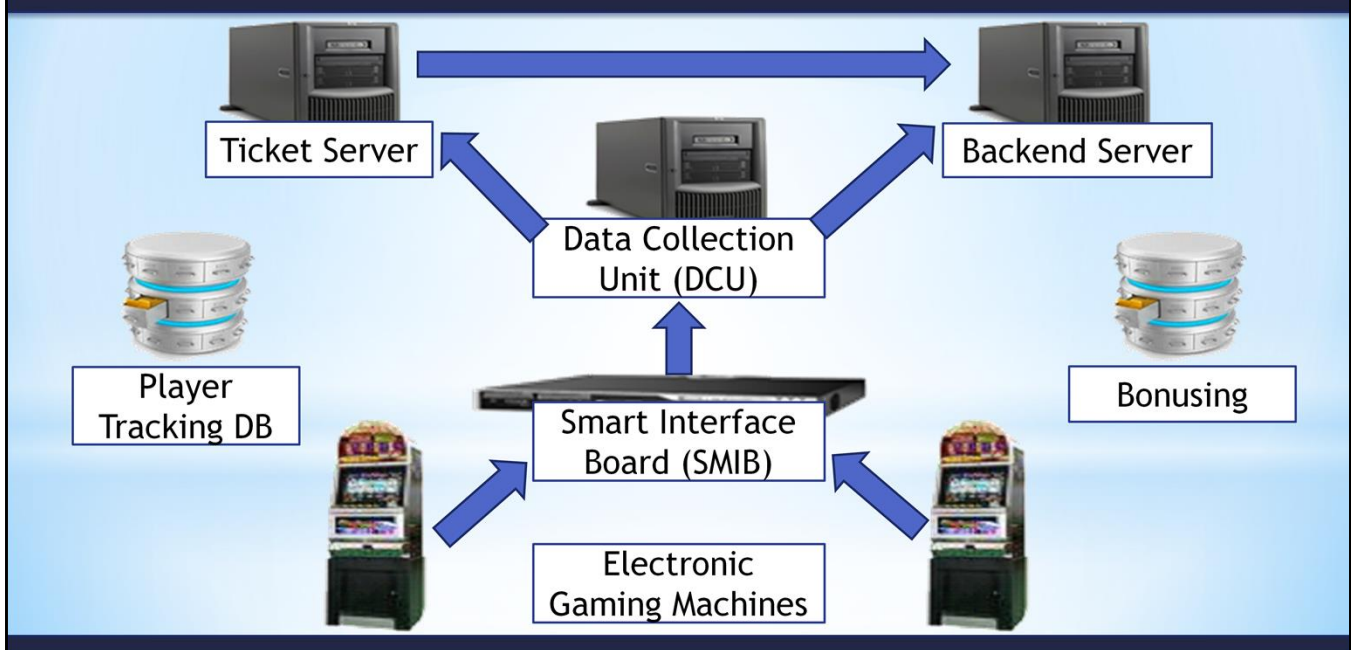 Ticket Server
Backend Server
Data Collection
Unit (DCU)
Player
Tracking DB
Bonusing
Smart Interface
Board (SMIB)
Electronic
Gaming Machines